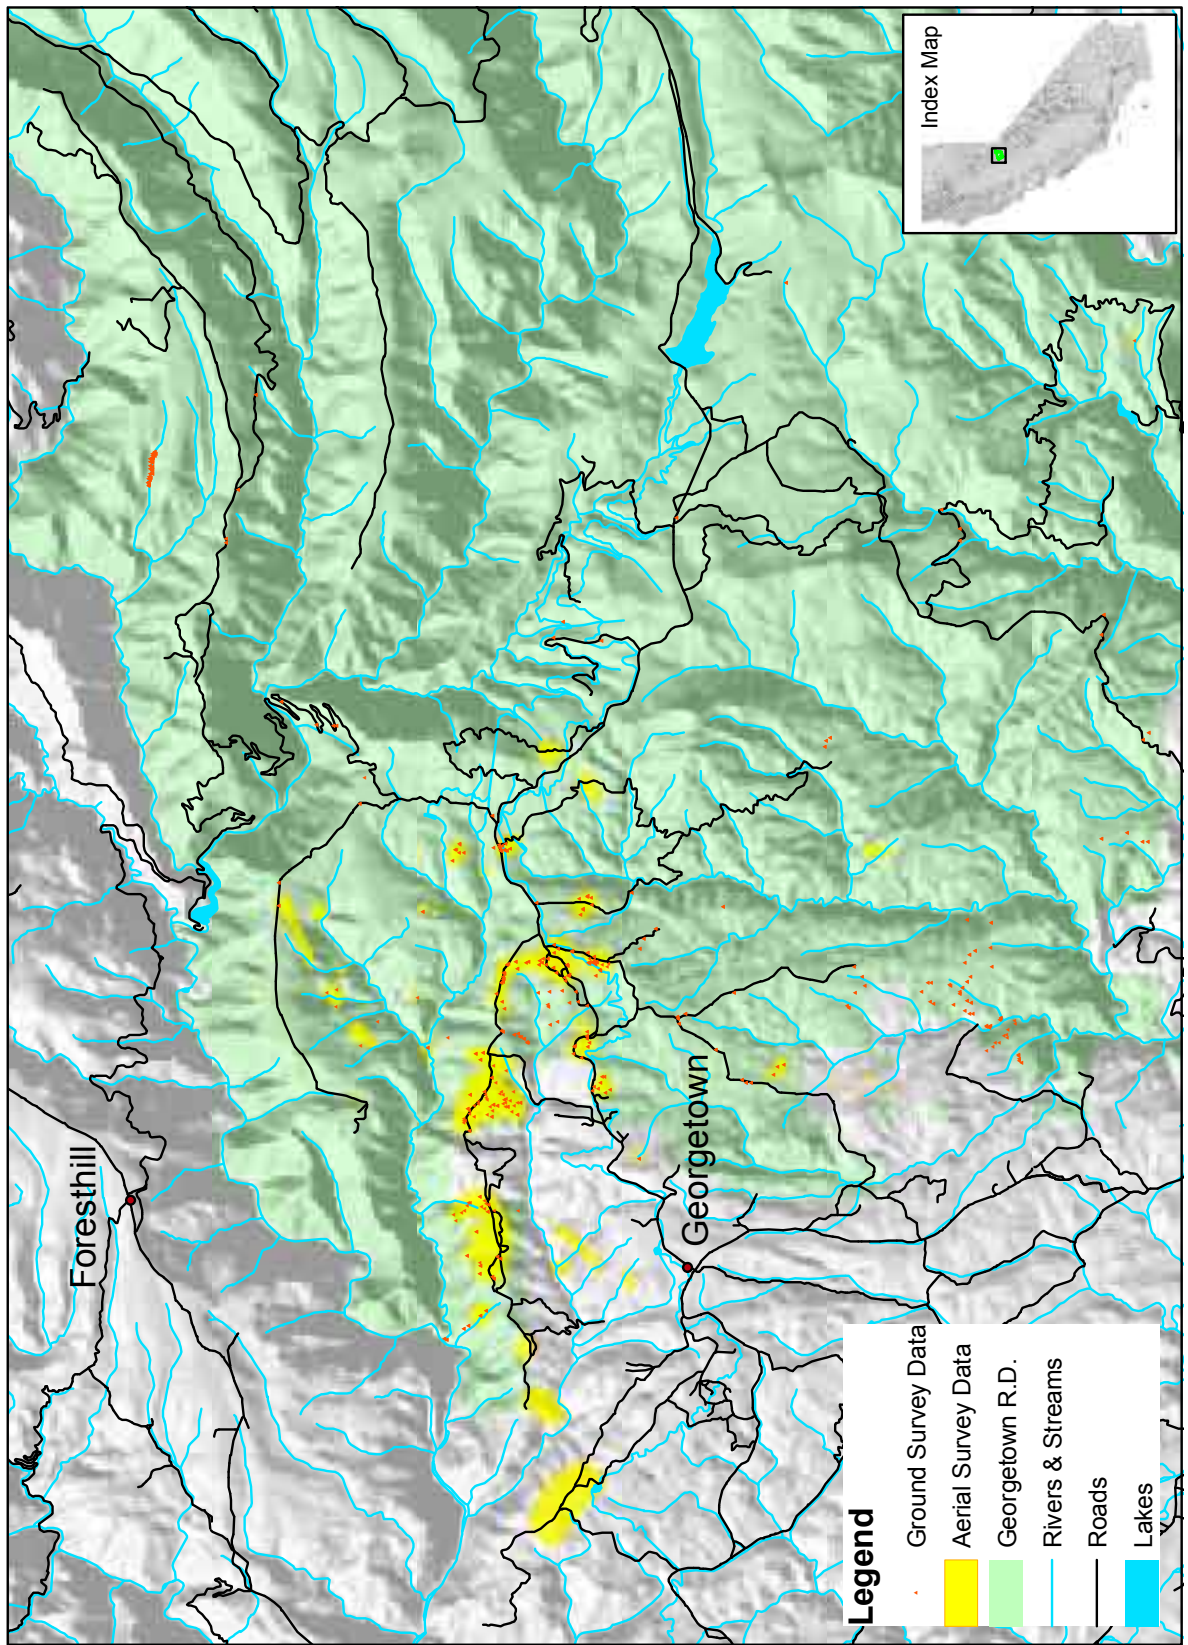 Index Map
Foresthill
Georgetown
Legend
Ground Survey Data
Aerial Survey Data
Georgetown R.D.
Rivers & Streams
Roads
Lakes